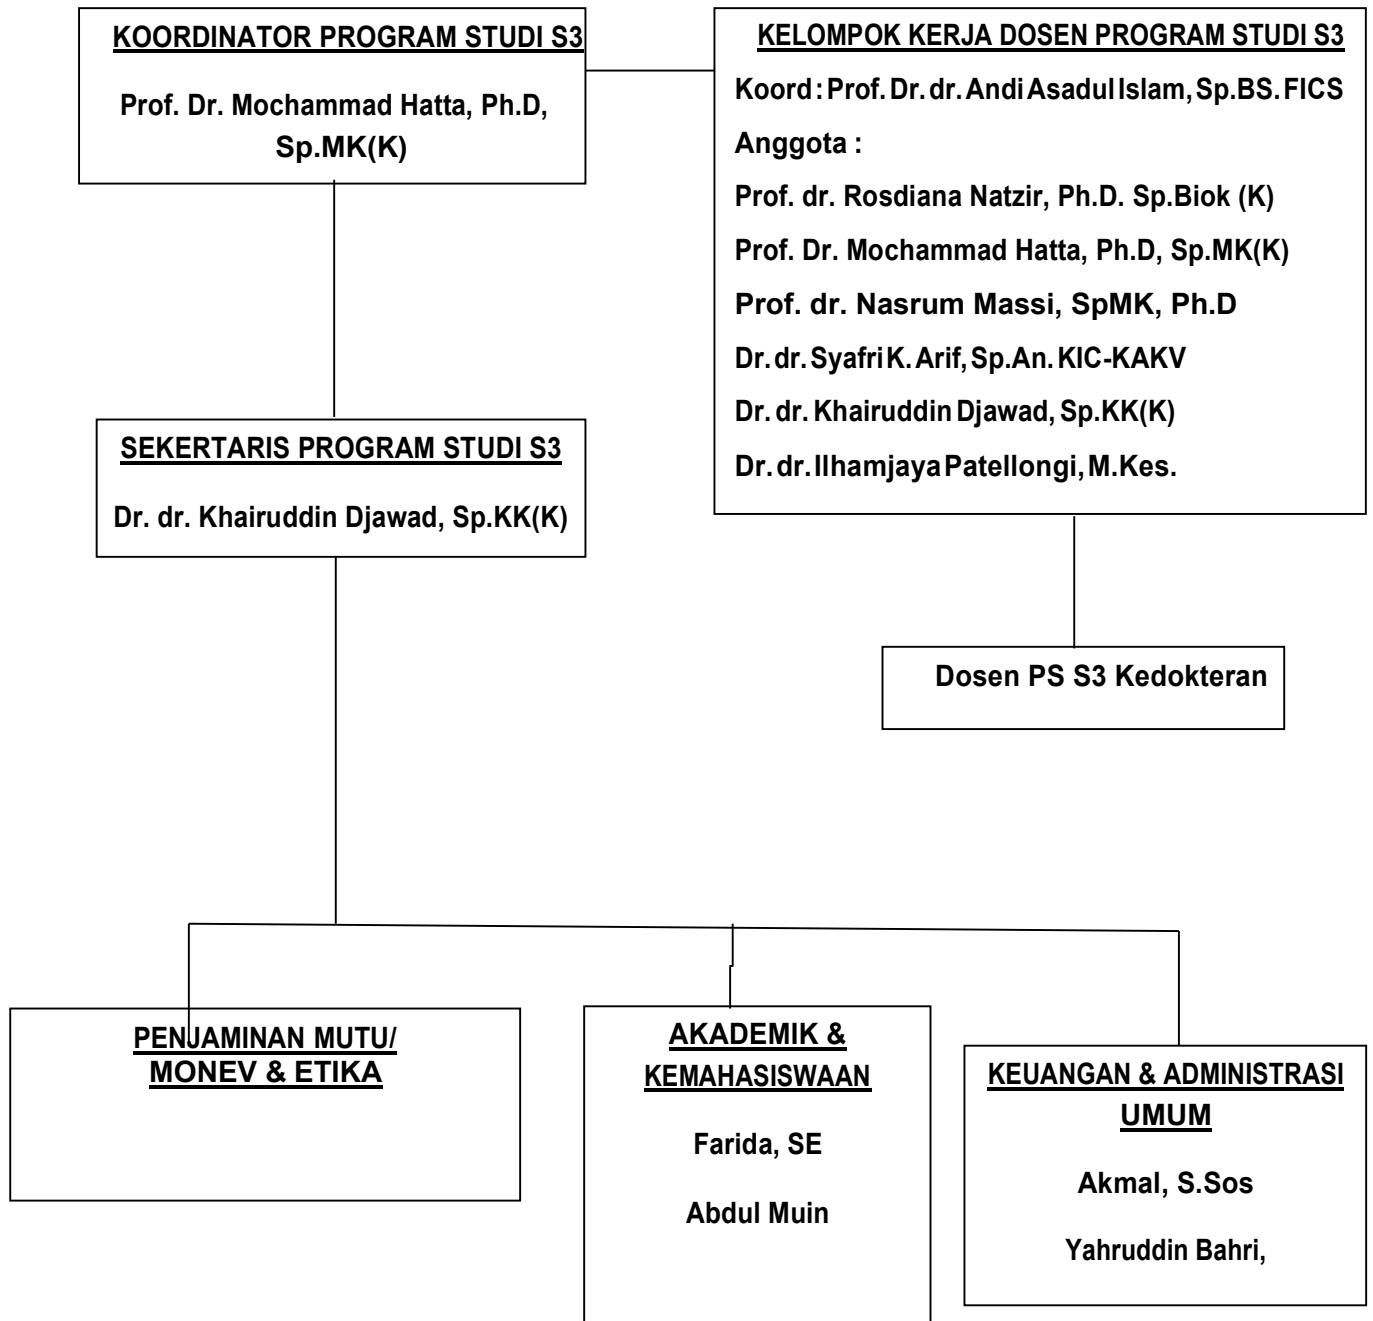 KOORDINATOR PROGRAM STUDI S3
Prof. Dr. Mochammad Hatta, Ph.D,
Sp.MK(K)
KELOMPOK KERJA DOSEN PROGRAM STUDI S3
Koord : Prof. Dr. dr. Andi Asadul Islam, Sp.BS. FICS
Anggota :
Prof. dr. Rosdiana Natzir, Ph.D. Sp.Biok (K)
Prof. Dr. Mochammad Hatta, Ph.D, Sp.MK(K)
Prof. dr. Nasrum Massi, SpMK, Ph.D
Dr. dr. Syafri K. Arif, Sp.An. KIC-KAKV
Dr. dr. Khairuddin Djawad, Sp.KK(K)
Dr. dr. Ilhamjaya Patellongi, M.Kes.
SEKERTARIS PROGRAM STUDI S3
Dr. dr. Khairuddin Djawad, Sp.KK(K)
Dosen PS S3 Kedokteran
PENJAMINAN MUTU/
MONEV & ETIKA
AKADEMIK &
KEMAHASISWAAN
Farida, SE
Abdul Muin
KEUANGAN & ADMINISTRASI
UMUM
Akmal, S.Sos
Yahruddin Bahri,